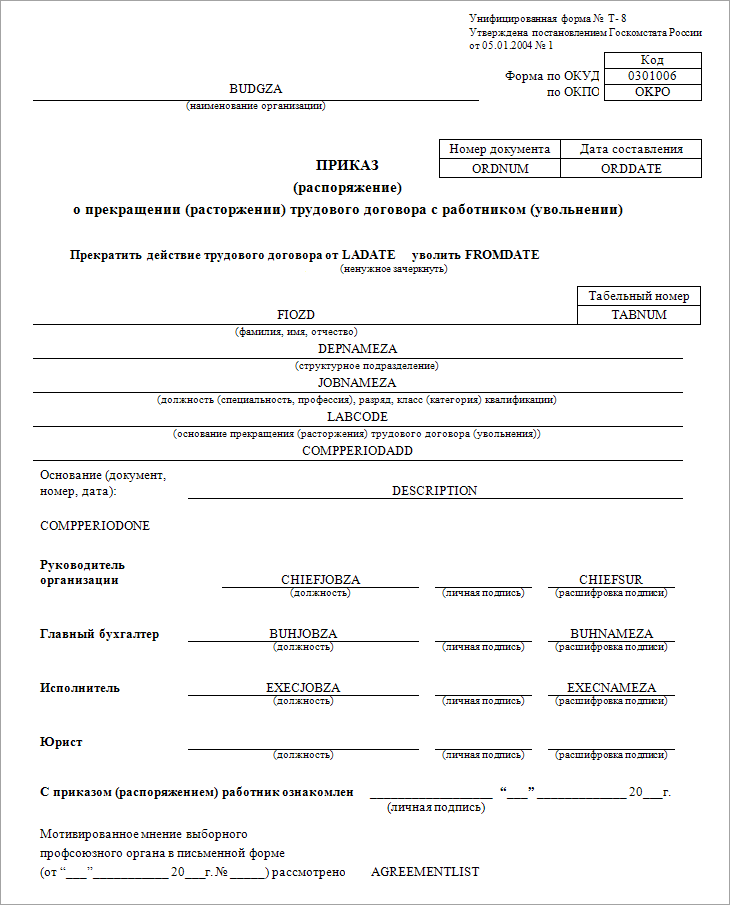 Унифицированная форма № Т- 8
Утверждена постановлением Госкомстата России
от 05.01.2004 № 1
Код
Форма по ОКУД 0301006
BUDGZA по ОКПО OKPO
(наименование организации)
Номер документа Дата составления
ПРИКАЗ ORDNUM ORDDATE
(распоряжение)
о прекращении (расторжении) трудового договора с работником (увольнении)
Прекратить действие трудового договора от LADATE уволить FROMDATE
(ненужное зачеркнуть)
Табельный номер
FIOZD TABNUM
(фамилия, имя, отчество)
DEPNAMEZA
(структурное подразделение)
JOBNAMEZA
(должность (специальность, профессия), разряд, класс (категория) квалификации)
LABCODE
(основание прекращения (расторжения) трудового договора (увольнения))
COMPPERIODADD
Основание (документ,
номер, дата): DESCRIPTION
COMPPERIODONE
Руководитель
организации CHIEFJOBZA CHIEFSUR
(должность) (личная подпись) (расшифровка подписи)
Главный бухгалтер BUHJOBZA BUHNAMEZA
(должность) (личная подпись) (расшифровка подписи)
Исполнитель EXECJOBZA EXECNAMEZA
(должность) (личная подпись) (расшифровка подписи)
Юрист
(должность) (личная подпись) (расшифровка подписи)
С приказом (распоряжением) работник ознакомлен ___________________ “___” ______________ 20___г.
(личная подпись)
Мотивированное мнение выборного
профсоюзного органа в письменной форме
(от “___”____________ 20___г. № _____) рассмотрено AGREEMENTLIST